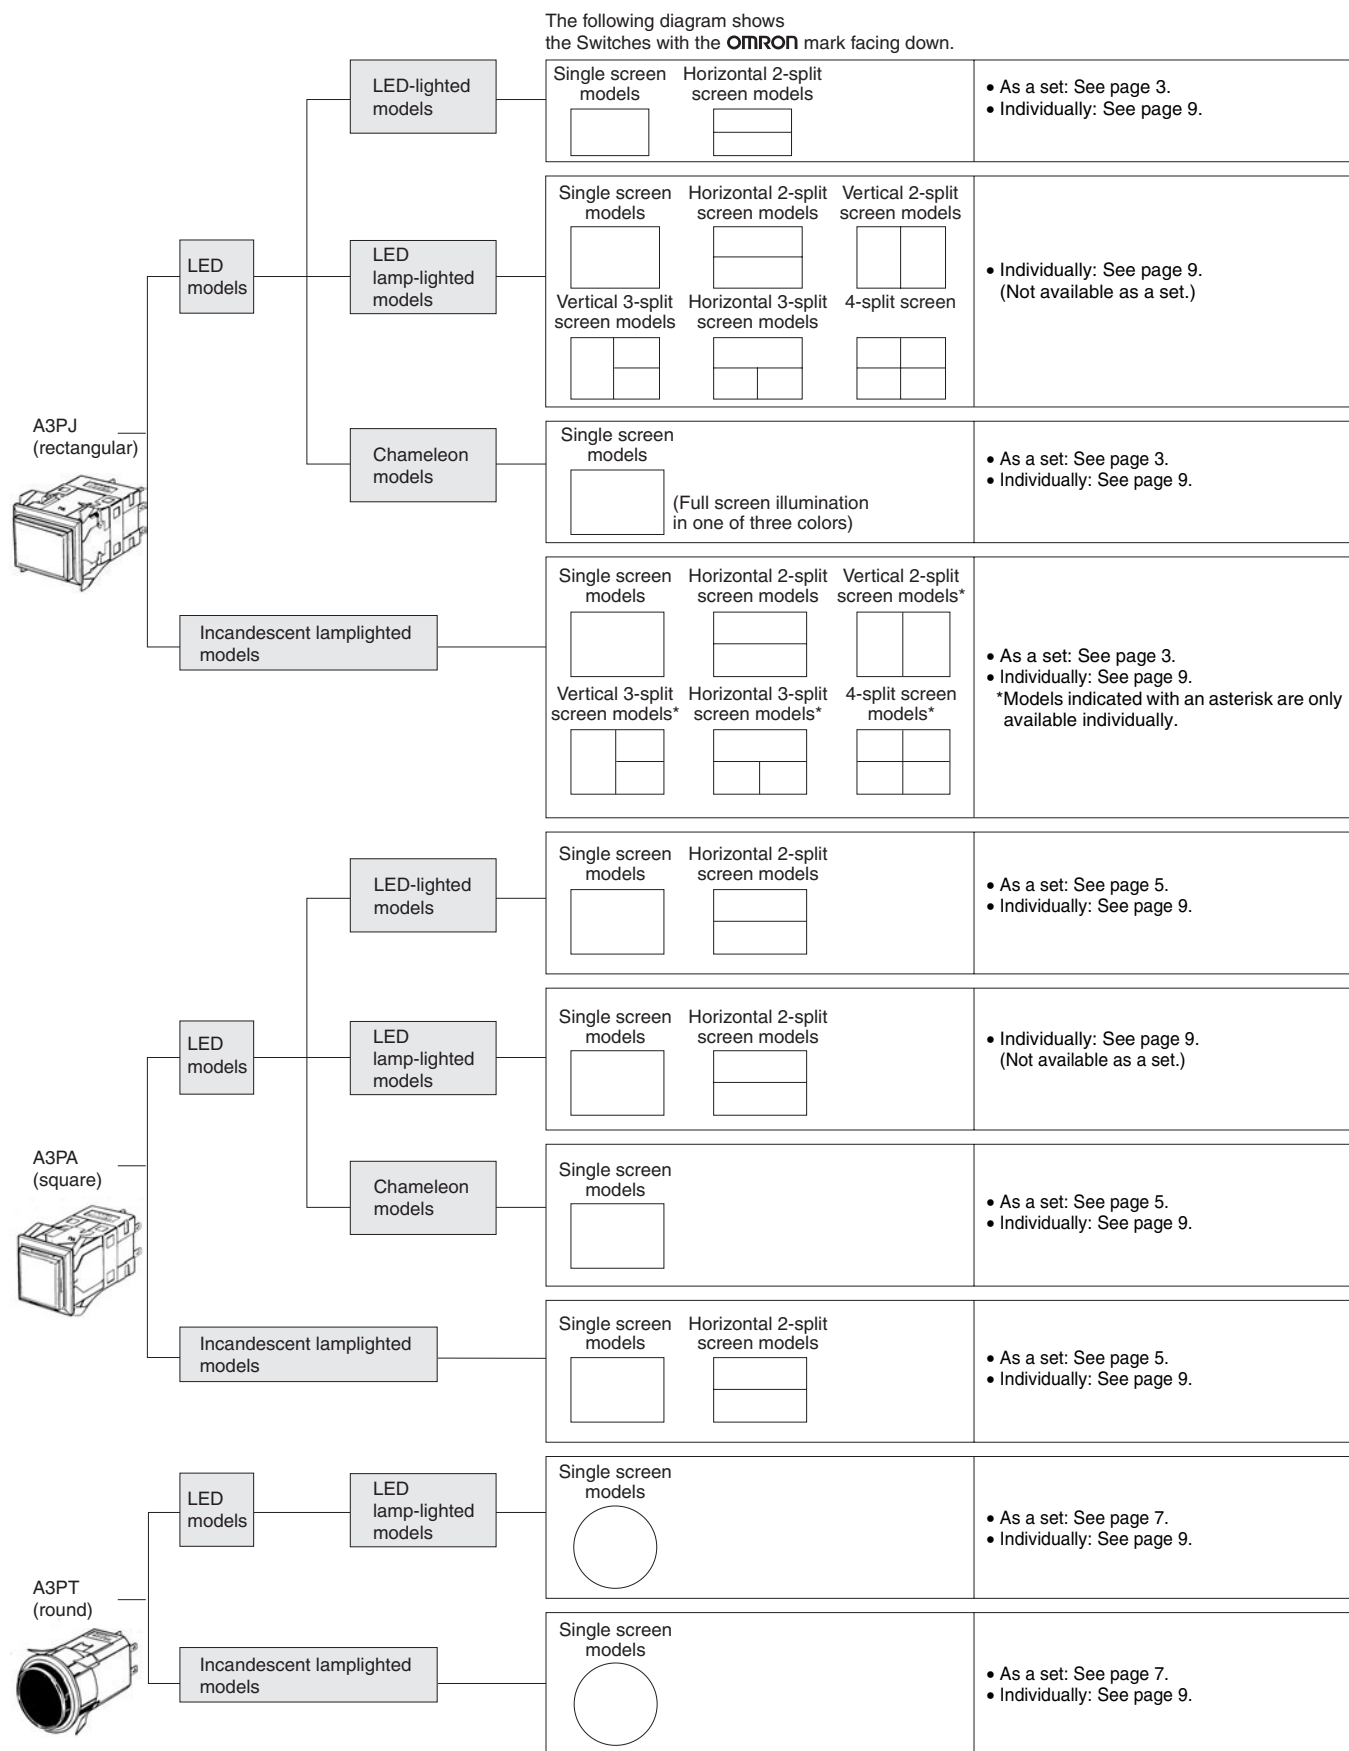 The following diagram shows
the Switches with the OMRON mark facing down.
LED-lighted
models
Single screen
models
Horizontal 2-split
screen models
• As a set: See page 3.
• Individually: See page 9.
LED
models
LED
lamp-lighted
models
Single screen
models
Horizontal 2-split
screen models
Vertical 2-split
screen models
Vertical 3-split
screen models
Horizontal 3-split
screen models
4-split screen
• Individually: See page 9.
(Not available as a set.)
A3PJ
(rectangular)
Chameleon
models
Single screen
models
(Full screen illumination
in one of three colors)
• As a set: See page 3.
• Individually: See page 9.
Incandescent lamplighted
models
Single screen
models
Horizontal 2-split
screen models
Vertical 2-split
screen models*
Vertical 3-split
screen models*
Horizontal 3-split
screen models*
4-split screen
models*
• As a set: See page 3.
• Individually: See page 9.
*Models indicated with an asterisk are only
available individually.
LED-lighted
models
Single screen
models
Horizontal 2-split
screen models
• As a set: See page 5.
• Individually: See page 9.
LED
models
LED
lamp-lighted
models
Single screen
models
Horizontal 2-split
screen models
• Individually: See page 9.
(Not available as a set.)
A3PA
(square)
Chameleon
models
Single screen
models
• As a set: See page 5.
• Individually: See page 9.
Incandescent lamplighted
models
Single screen
models
Horizontal 2-split
screen models
• As a set: See page 5.
• Individually: See page 9.
LED
models
LED
lamp-lighted
models
Single screen
models
• As a set: See page 7.
• Individually: See page 9.
A3PT
(round)
Incandescent lamplighted
models
Single screen
models
• As a set: See page 7.
• Individually: See page 9.